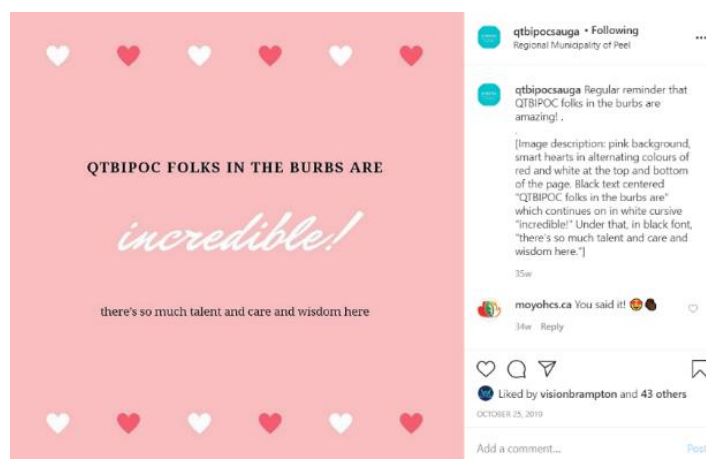 QTBIPOC FOLKS IN THE BURBS ARE
incredible!
there's so much talent and care and wisdom here
qtbipocsauga • Following
Regional Municipality of Peel
qtbipocsauga Regular reminder that
QTBIPOC folks in the burbs are
amazing! .
.
[Image description: pink background,
smart hearts in alternating colours of
red and white at the top and bottom
of the page. Black text centered
"QTBIPOC folks in the burbs are"
which continues on in white cursive
"incredible!" Under that, in black font,
"there's so much talent and care and
wisdom here."]
35w
moyohcs.ca You said it! 🤩✊🏿
34w Reply
Liked by visionbrampton and 43 others
OCTOBER 25, 2019
Add a comment...
Post